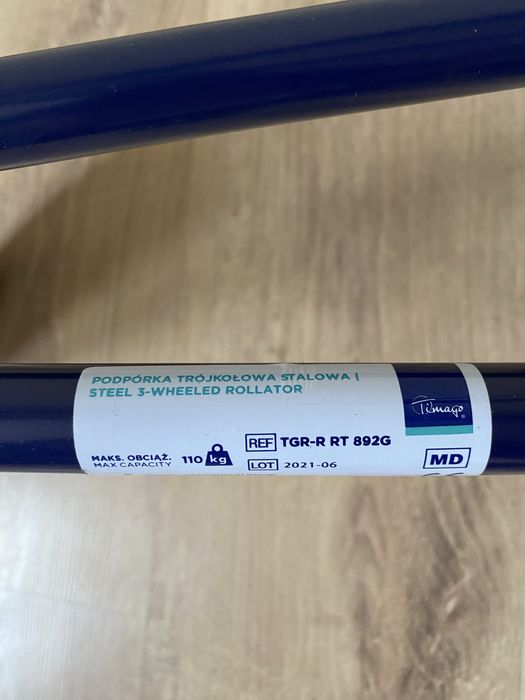 PODPÓRKA TRÓJKOŁOWA STALOWA |
STEEL 3-WHEELED ROLLATOR
Timago®
REF TGR-R RT 892G
MAKS. OBCIĄŻ.
MAX CAPACITY
110 kg
LOT 2021-06
MD